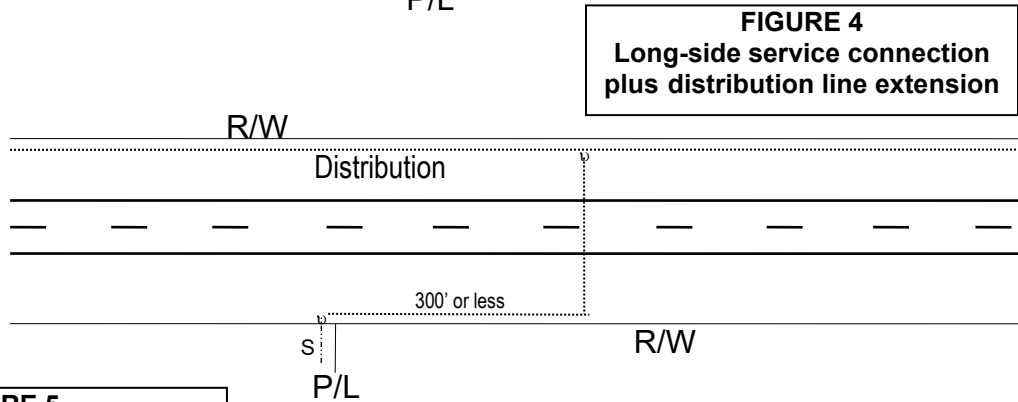 P/L
FIGURE 4
Long-side service connection
plus distribution line extension
R/W
Distribution
300' or less
S
R/W
P/L